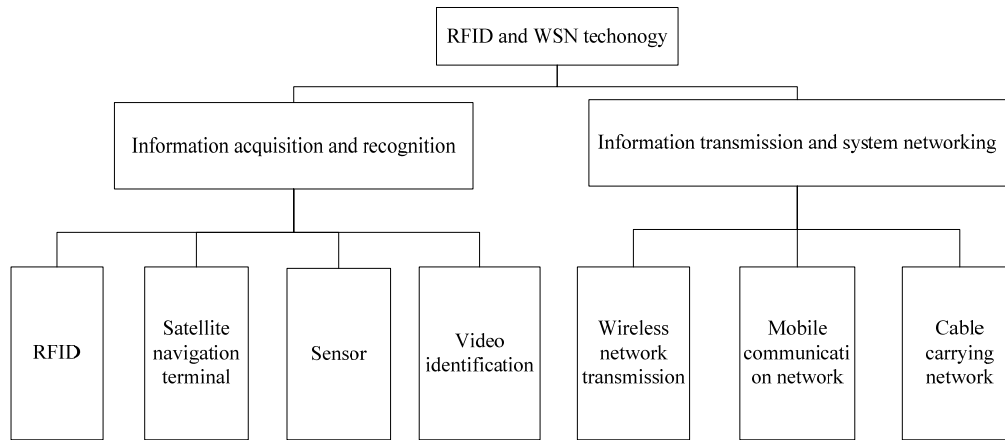 RFID and WSN techonogy
Information acquisition and recognition
Information transmission and system networking
RFID
Satellite
navigation
terminal
Sensor
Video
identification
Wireless
network
transmission
Mobile
communicati
on network
Cable
carrying
network